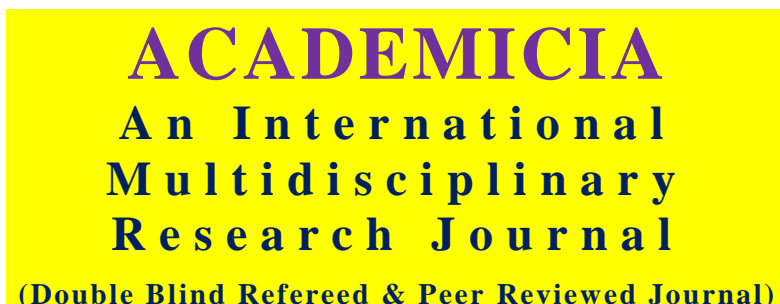 ACADEMICIA
An International
Multidisciplinary
Research Journal
(Double Blind Refereed & Peer Reviewed Journal)